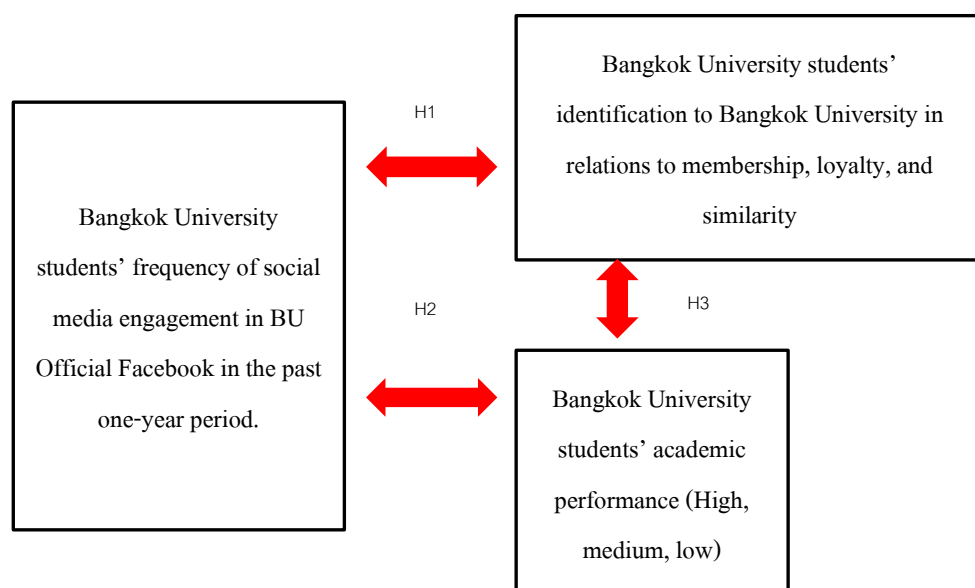 Bangkok University
students’ frequency of social
media engagement in BU
Official Facebook in the past
one-year period.
H1
Bangkok University students’
identification to Bangkok University in
relations to membership, loyalty, and
similarity
H2
H3
Bangkok University
students’ academic
performance (High,
medium, low)